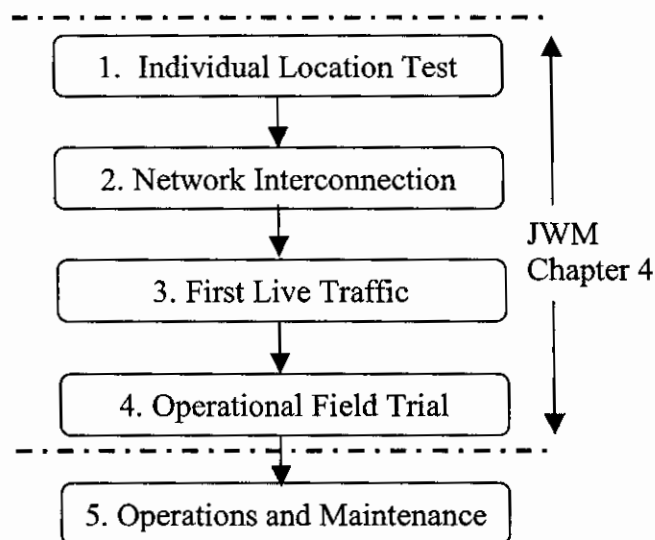 1. Individual Location Test
2. Network Interconnection
JWM
Chapter 4
3. First Live Traffic
4. Operational Field Trial
5. Operations and Maintenance